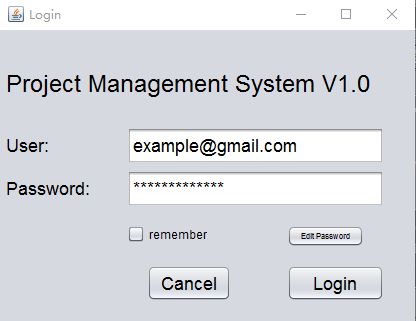 Login
Project Management System V1.0
User: example@gmail.com
Password: *************
remember Edit Password
Cancel Login